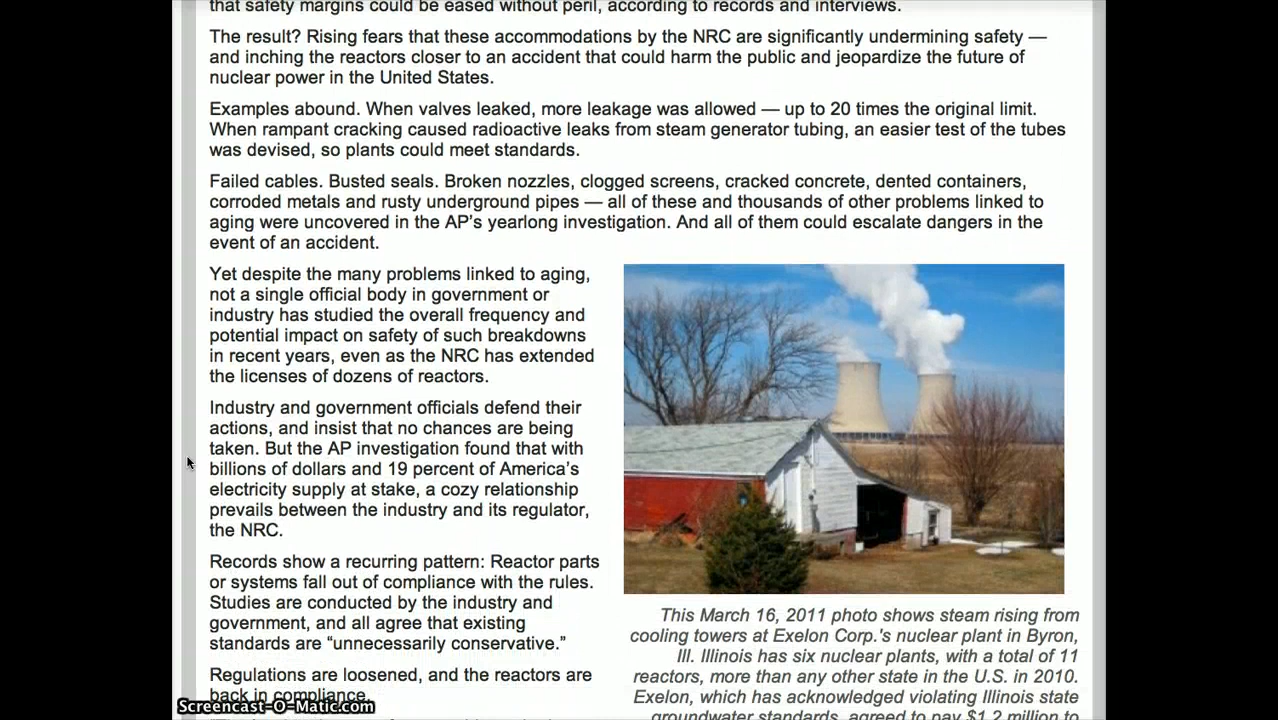 that safety margins could be eased without peril, according to records and interviews.
The result? Rising fears that these accommodations by the NRC are significantly undermining safety —
and inching the reactors closer to an accident that could harm the public and jeopardize the future of
nuclear power in the United States.
Examples abound. When valves leaked, more leakage was allowed — up to 20 times the original limit.
When rampant cracking caused radioactive leaks from steam generator tubing, an easier test of the tubes
was devised, so plants could meet standards.
Failed cables. Busted seals. Broken nozzles, clogged screens, cracked concrete, dented containers,
corroded metals and rusty underground pipes — all of these and thousands of other problems linked to
aging were uncovered in the AP's yearlong investigation. And all of them could escalate dangers in the
event of an accident.
Yet despite the many problems linked to aging,
not a single official body in government or
industry has studied the overall frequency and
potential impact on safety of such breakdowns
in recent years, even as the NRC has extended
the licenses of dozens of reactors.
Industry and government officials defend their
actions, and insist that no chances are being
taken. But the AP investigation found that with
billions of dollars and 19 percent of America's
electricity supply at stake, a cozy relationship
prevails between the industry and its regulator,
the NRC.
Records show a recurring pattern: Reactor parts
or systems fall out of compliance with the rules.
Studies are conducted by the industry and
government, and all agree that existing
standards are “unnecessarily conservative.”
Regulations are loosened, and the reactors are
back in compliance.
This March 16, 2011 photo shows steam rising from
cooling towers at Exelon Corp.'s nuclear plant in Byron,
Ill. Illinois has six nuclear plants, with a total of 11
reactors, more than any other state in the U.S. in 2010.
Exelon, which has acknowledged violating Illinois state
groundwater standards, agreed to pay $1.2 million to
Screencast-O-Matic.com